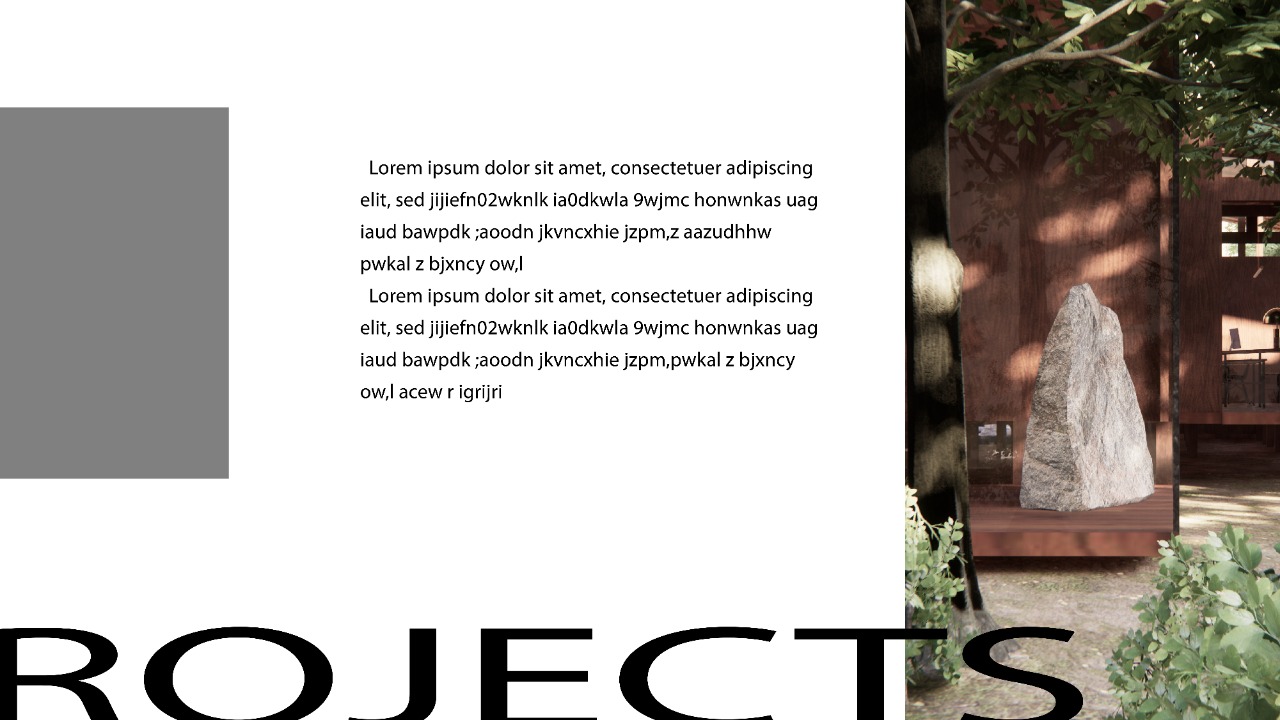 Lorem ipsum dolor sit amet, consectetuer adipiscing
elit, sed jijiefn02wknlk ia0dkwla 9wjmc honwnkas uag
iaud bawpdk ;aoodn jkvncxhie jzpm,z aazudhhw
pwkal z bjxncy ow,l
Lorem ipsum dolor sit amet, consectetuer adipiscing
elit, sed jijiefn02wknlk ia0dkwla 9wjmc honwnkas uag
iaud bawpdk ;aoodn jkvncxhie jzpm,pwkal z bjxncy
ow,l acew r igrijri
ROJECTS